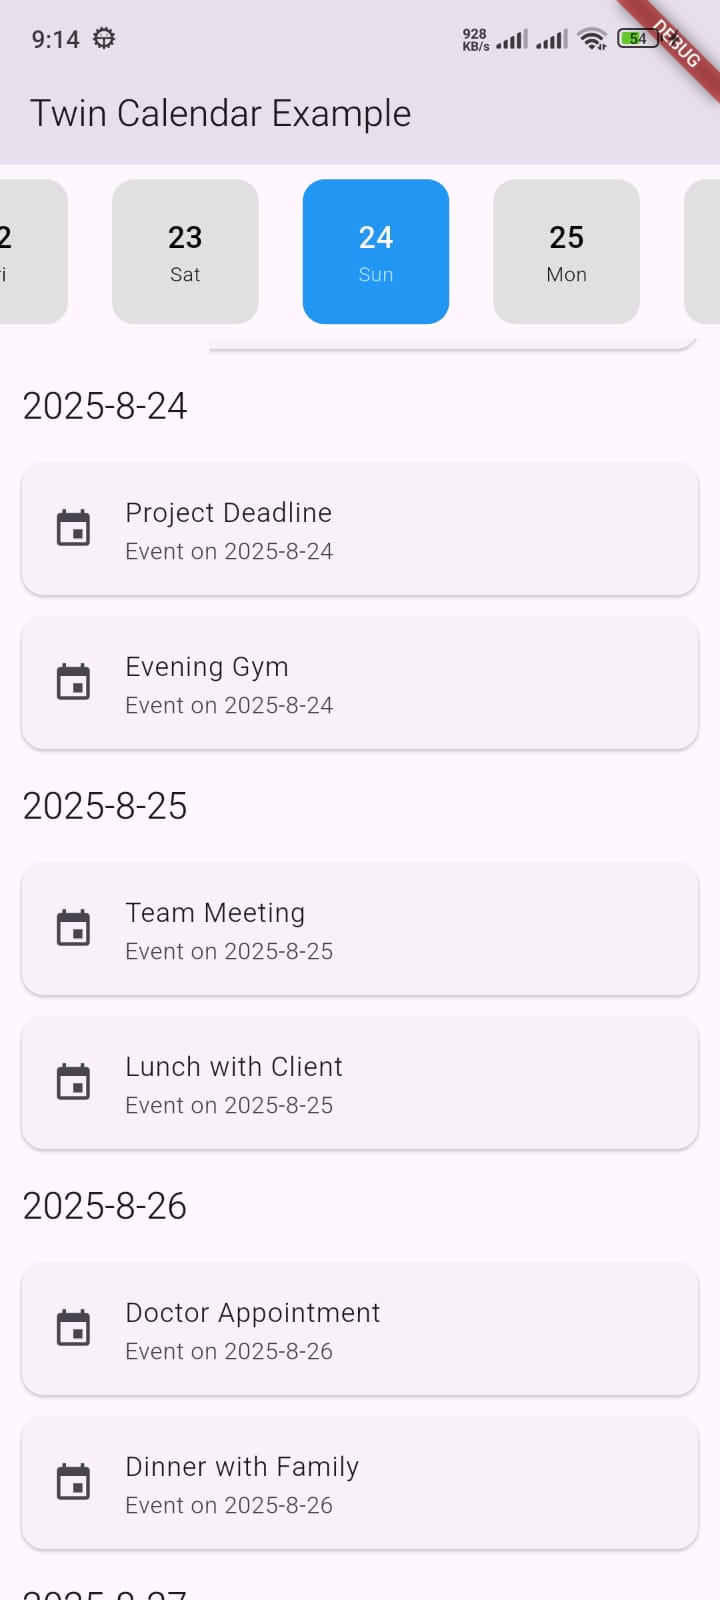 9:14
928
KB/s
54
DEBUG
Twin Calendar Example
23
Sat
24
Sun
25
Mon
2025-8-24
Project Deadline
Event on 2025-8-24
Evening Gym
Event on 2025-8-24
2025-8-25
Team Meeting
Event on 2025-8-25
Lunch with Client
Event on 2025-8-25
2025-8-26
Doctor Appointment
Event on 2025-8-26
Dinner with Family
Event on 2025-8-26